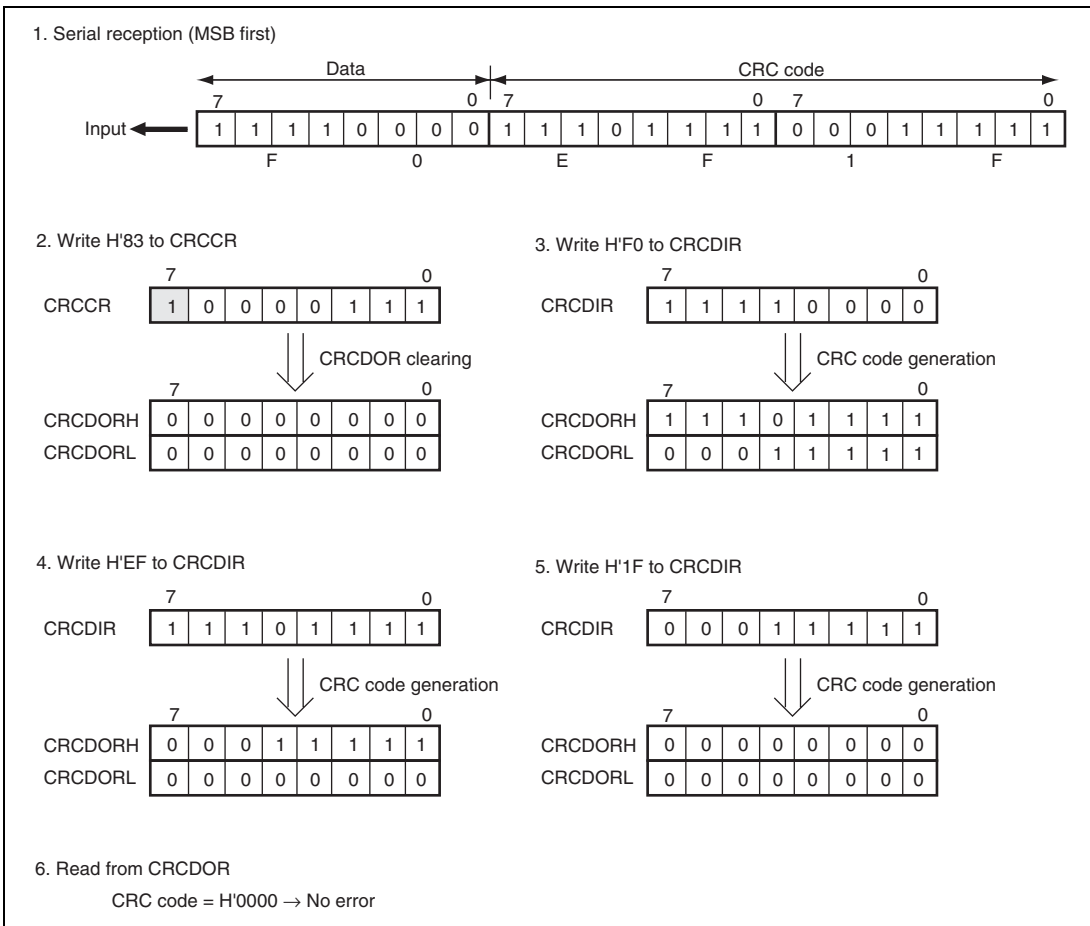 1. Serial reception (MSB first)
Data CRC code
7 0 7 0 7 0
Input 1 1 1 1 0 0 0 0 1 1 1 0 1 1 1 1 0 0 0 1 1 1 1 1
F 0 E F 1 F
2. Write H'83 to CRCCR
7 0
CRCCR 1 0 0 0 0 1 1 1
CRCDOR clearing
7 0
CRCDORH 0 0 0 0 0 0 0 0
CRCDORL 0 0 0 0 0 0 0 0
3. Write H'F0 to CRCDIR
7 0
CRCDIR 1 1 1 1 0 0 0 0
CRC code generation
7 0
CRCDORH 1 1 1 0 1 1 1 1
CRCDORL 0 0 0 1 1 1 1 1
4. Write H'EF to CRCDIR
7 0
CRCDIR 1 1 1 0 1 1 1 1
CRC code generation
7 0
CRCDORH 0 0 0 1 1 1 1 1
CRCDORL 0 0 0 0 0 0 0 0
5. Write H'1F to CRCDIR
7 0
CRCDIR 0 0 0 1 1 1 1 1
CRC code generation
7 0
CRCDORH 0 0 0 0 0 0 0 0
CRCDORL 0 0 0 0 0 0 0 0
6. Read from CRCDOR
CRC code = H'0000 → No error